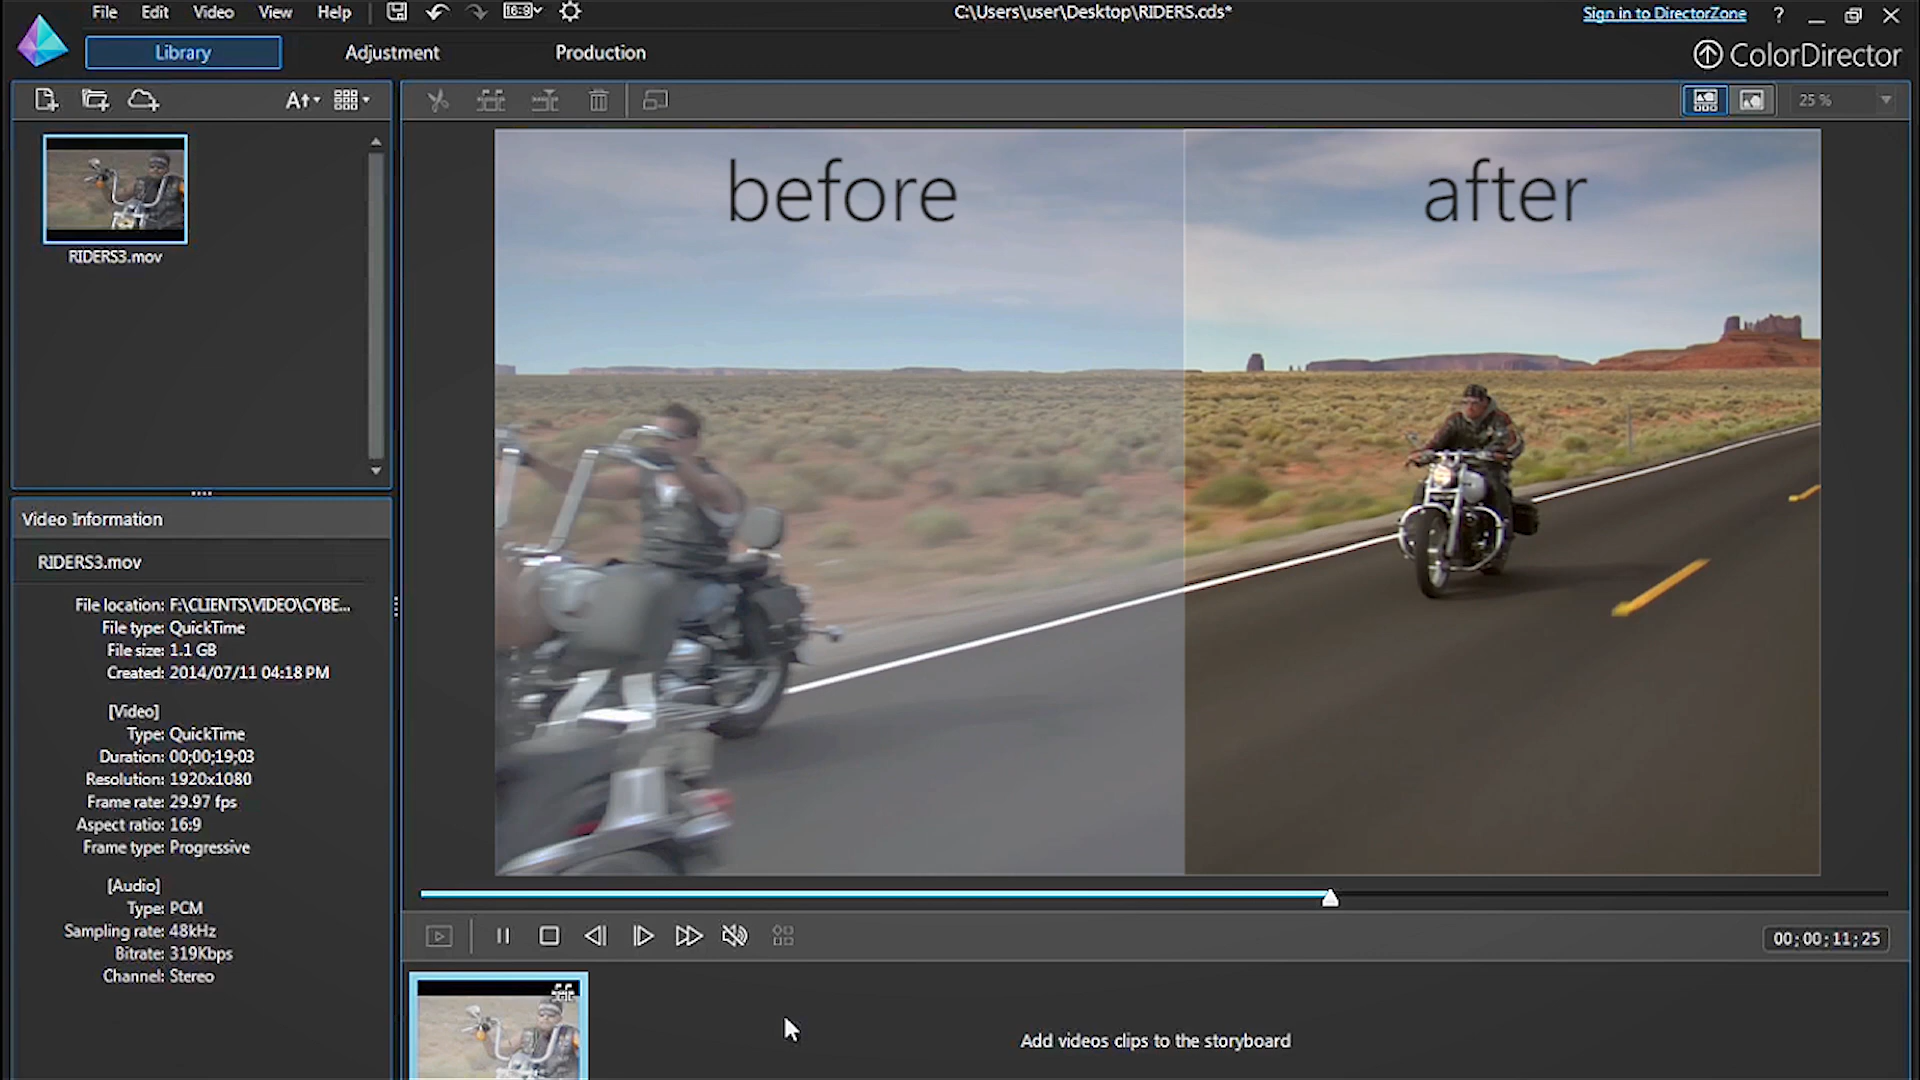 File Edit Video View Help 16:9 C:\Users\user\Desktop\RIDERS.cds* Sign in to DirectorZone ?
Library Adjustment Production ColorDirector
A 25 %
before after
RIDERS3.mov
Video Information
RIDERS3.mov
File location: F:\CLIENTS\VIDEO\CYBE...
File type: QuickTime
File size: 1.1 GB
Created: 2014/07/11 04:18 PM
[Video]
Type: QuickTime
Duration: 00;00;19;03
Resolution: 1920x1080
Frame rate: 29.97 fps
Aspect ratio: 16:9
Frame type: Progressive
[Audio]
Type: PCM
Sampling rate: 48kHz
Bitrate: 319Kbps
Channel: Stereo
00;00;11;25
Add videos clips to the storyboard